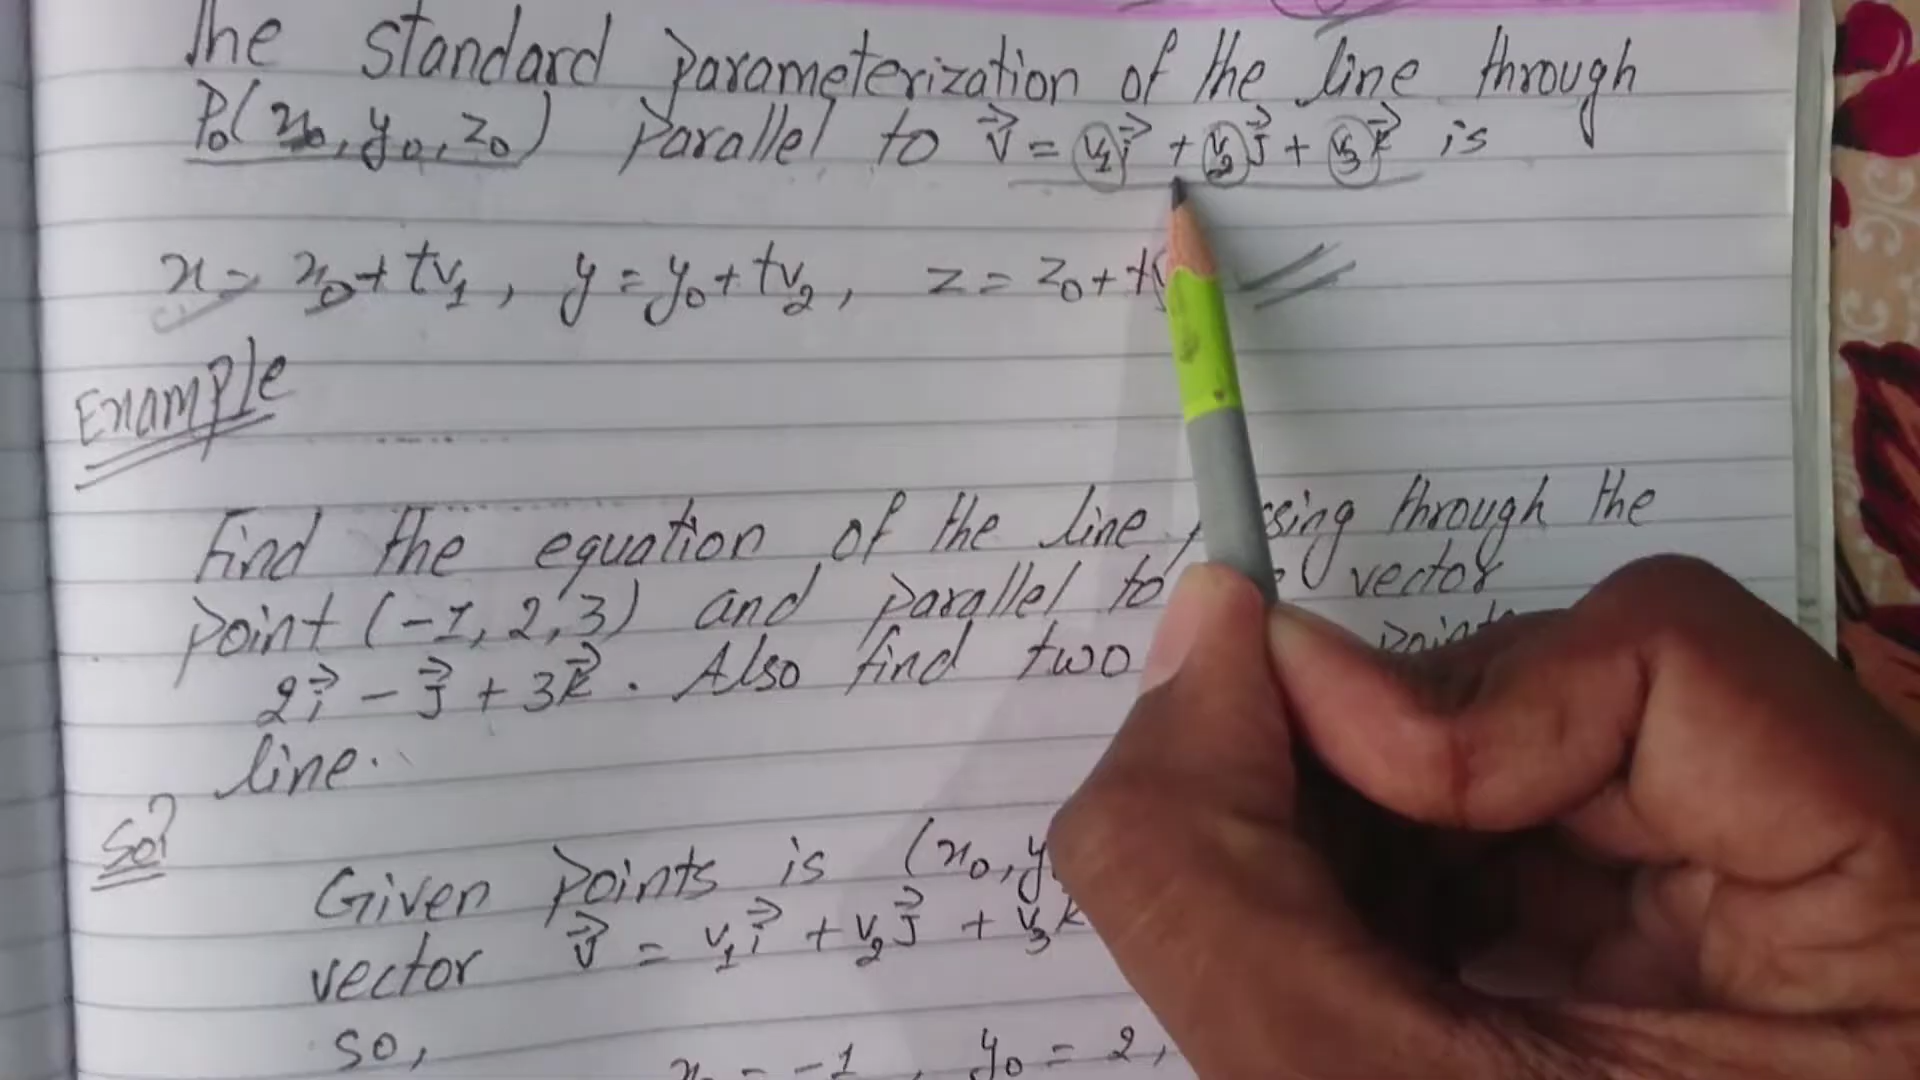 The standard parameterization of the line through
P₀(x₀, y₀, z₀) parallel to v⃗ = v₁i⃗ + v₂j⃗ + v₃k⃗ is
x = x₀ + tv₁, y = y₀ + tv₂, z = z₀ + t
Example
Find the equation of the line through the
point (-1, 2, 3) and parallel to vector
2i⃗ - j⃗ + 3k⃗. Also find two points
line.
Given points is (x₀, y
vector v⃗ = v₁i⃗ + v₂j⃗ + v₃k
so,
x₀ = -1, y₀ = 2,